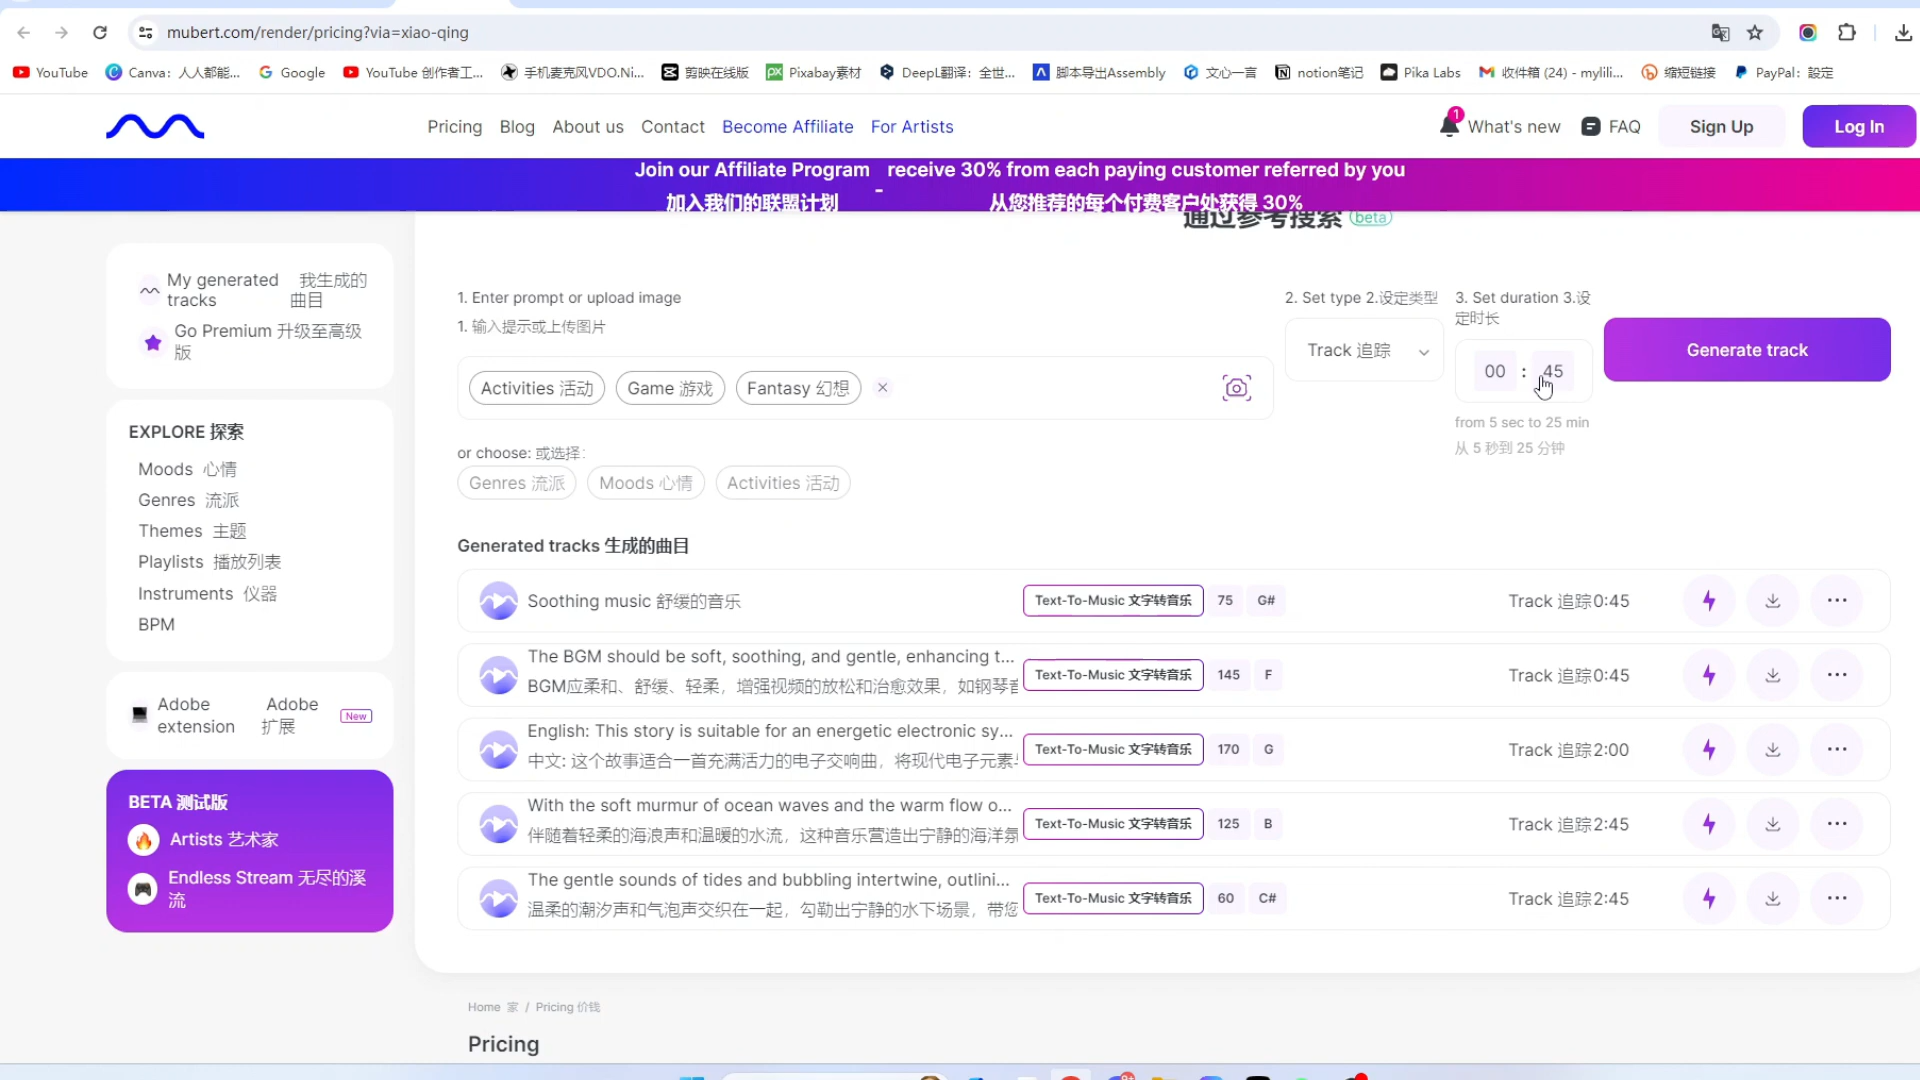 mubert.com/render/pricing?via=xiao-qing
YouTube
Canva：人人都能...
Google
YouTube 创作者工...
手机麦克风VDO.Ni...
剪映在线版
Pixabay素材
DeepL翻译：全世...
脚本导出Assembly
文心一言
notion笔记
Pika Labs
收件箱 (24) - mylili...
缩短链接
PayPal：設定
Pricing
Blog
About us
Contact
Become Affiliate
For Artists
1
What's new
FAQ
Sign Up
Log In
Join our Affiliate Program - receive 30% from each paying customer referred by you
加入我们的联盟计划 从您推荐的每个付费客户处获得 30%
通过参考搜索 beta
My generated tracks 我生成的曲目
Go Premium 升级至高级版
EXPLORE 探索
Moods 心情
Genres 流派
Themes 主题
Playlists 播放列表
Instruments 仪器
BPM
Adobe extension Adobe 扩展 New
BETA 测试版
Artists 艺术家
Endless Stream 无尽的溪流
1. Enter prompt or upload image
1. 输入提示或上传图片
Activities 活动
Game 游戏
Fantasy 幻想
2. Set type 2.设定类型
Track 追踪
3. Set duration 3.设定时长
00 : 45
from 5 sec to 25 min
从 5 秒到 25 分钟
Generate track
or choose: 或选择：
Genres 流派
Moods 心情
Activities 活动
Generated tracks 生成的曲目
Soothing music 舒缓的音乐
Text-To-Music 文字转音乐 75 G#
Track 追踪0:45
The BGM should be soft, soothing, and gentle, enhancing t...
BGM应柔和、舒缓、轻柔，增强视频的放松和治愈效果，如钢琴音
Text-To-Music 文字转音乐 145 F
Track 追踪0:45
English: This story is suitable for an energetic electronic sy...
中文: 这个故事适合一首充满活力的电子交响曲，将现代电子元素与
Text-To-Music 文字转音乐 170 G
Track 追踪2:00
With the soft murmur of ocean waves and the warm flow o...
伴随着轻柔的海浪声和温暖的水流，这种音乐营造出宁静的海洋氛
Text-To-Music 文字转音乐 125 B
Track 追踪2:45
The gentle sounds of tides and bubbling intertwine, outlini...
温柔的潮汐声和气泡声交织在一起，勾勒出宁静的水下场景，带您
Text-To-Music 文字转音乐 60 C#
Track 追踪2:45
Home 家 / Pricing 价钱
Pricing